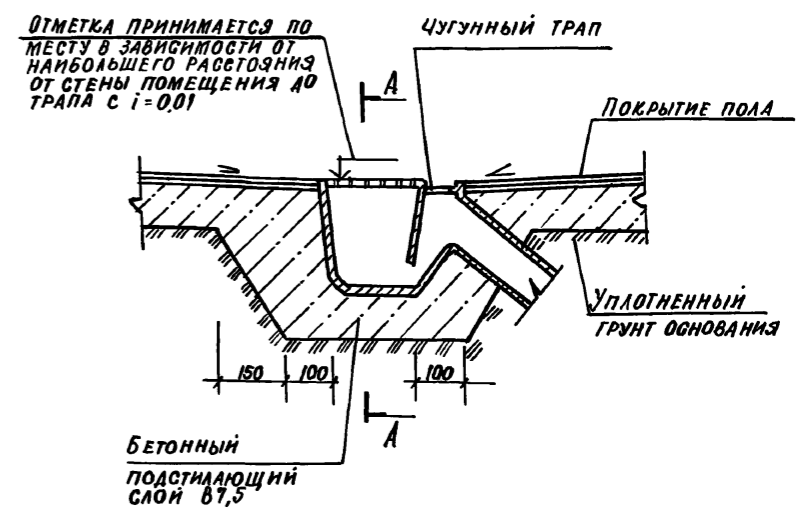 ОТМЕТКА ПРИНИМАЕТСЯ ПО
МЕСТУ В ЗАВИСИМОСТИ ОТ
НАИБОЛЬШЕГО РАССТОЯНИЯ
ОТ СТЕНЫ ПОМЕЩЕНИЯ ДО
ТРАПА С i=0,01
ЧУГУННЫЙ ТРАП
А
ПОКРЫТИЕ ПОЛА
УПЛОТНЕННЫЙ
ГРУНТ ОСНОВАНИЯ
150 100 100
А
БЕТОННЫЙ
ПОДСТИЛАЮЩИЙ
СЛОЙ В7,5